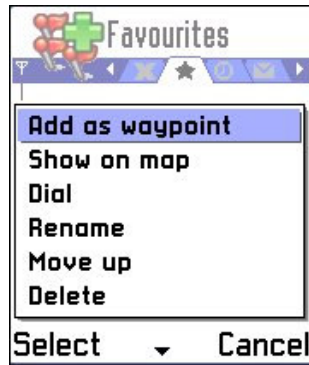 Favourites
Add as waypoint
Show on map
Dial
Rename
Move up
Delete
Select Cancel